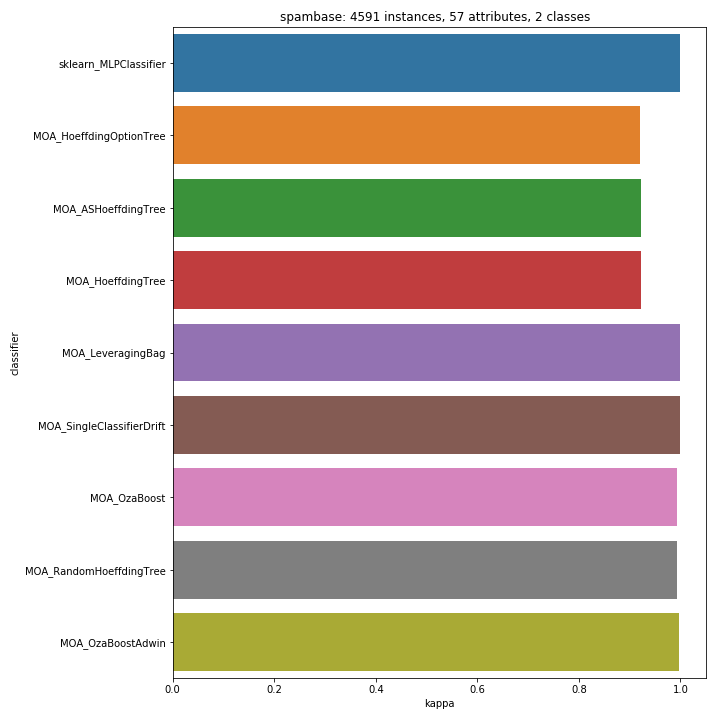 spambase: 4591 instances, 57 attributes, 2 classes
sklearn_MLPClassifier
MOA_HoeffdingOptionTree
MOA_ASHoeffdingTree
MOA_HoeffdingTree
MOA_LeveragingBag
MOA_SingleClassifierDrift
MOA_OzaBoost
MOA_RandomHoeffdingTree
MOA_OzaBoostAdwin
classifier
0.0 0.2 0.4 0.6 0.8 1.0
kappa